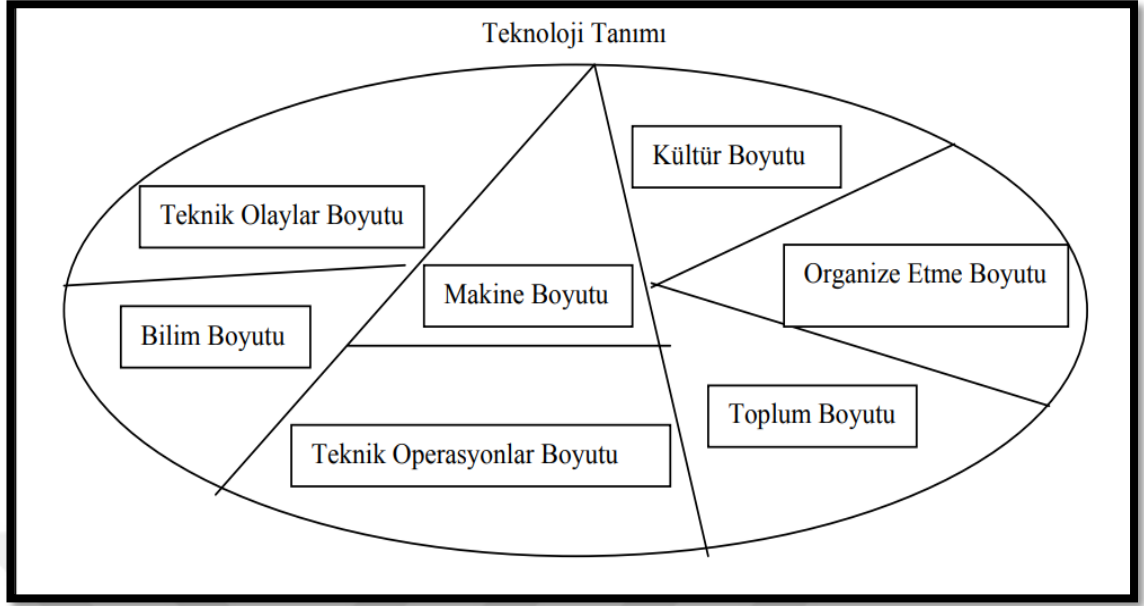 Teknoloji Tanımı
Kültür Boyutu
Teknik Olaylar Boyutu
Organize Etme Boyutu
Makine Boyutu
Bilim Boyutu
Toplum Boyutu
Teknik Operasyonlar Boyutu